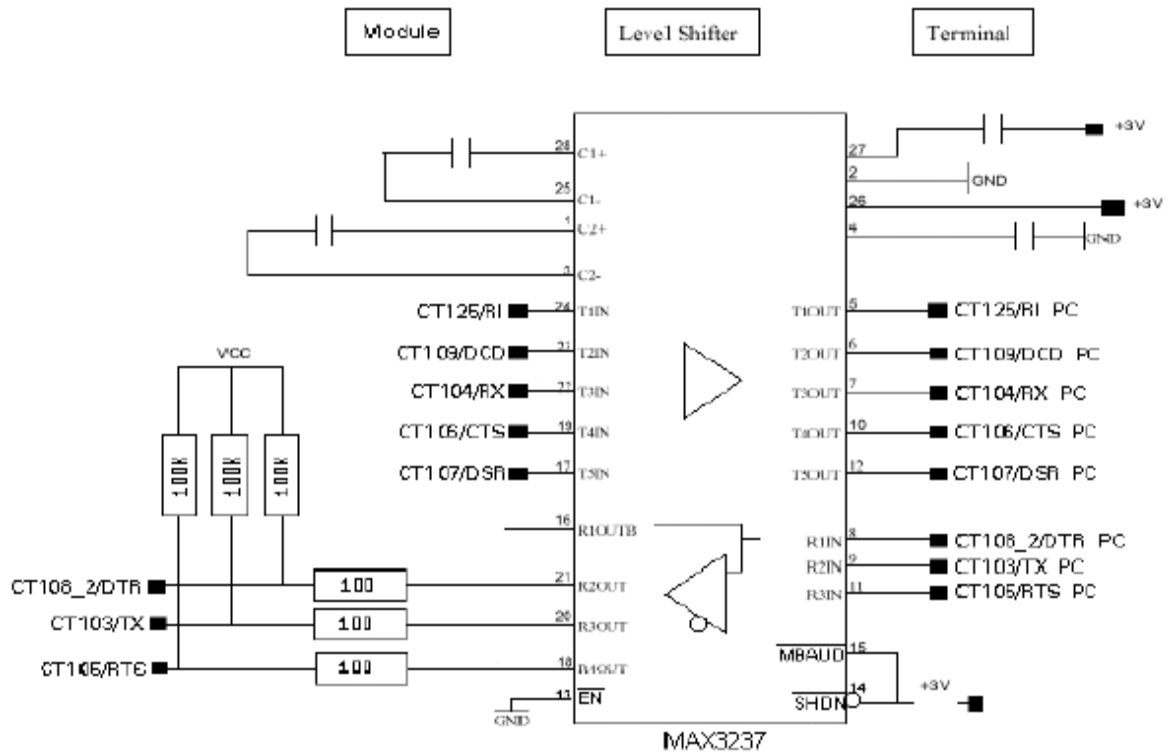 Module
Level Shifter
Terminal
28 C1+
25 C1-
1 C2+
3 C2-
27
+3V
2 GND
26 +3V
4 GND
CT125/RI 24 T1IN
T1OUT 5 CT125/RI PC
CT109/DCD T2IN
T2OUT 6 CT109/DCD PC
CT104/RX 22 T3IN
T3OUT 7 CT104/RX PC
CT106/CTS 19 T4IN
T4OUT 10 CT106/CTS PC
CT107/DSR 17 T5IN
T5OUT 12 CT107/DSR PC
VCC
100K
100K
100K
16 R1OUTB
R1IN 8 CT108_2/DTR PC
R2IN 9 CT103/TX PC
R3IN 11 CT105/RTS PC
CT108_2/DTR 100 21 R2OUT
CT103/TX 100 20 R3OUT
CT105/RTS 100 18 R4OUT
GND 13 EN
MBAUD 15
SHDN 14 +3V
MAX3237